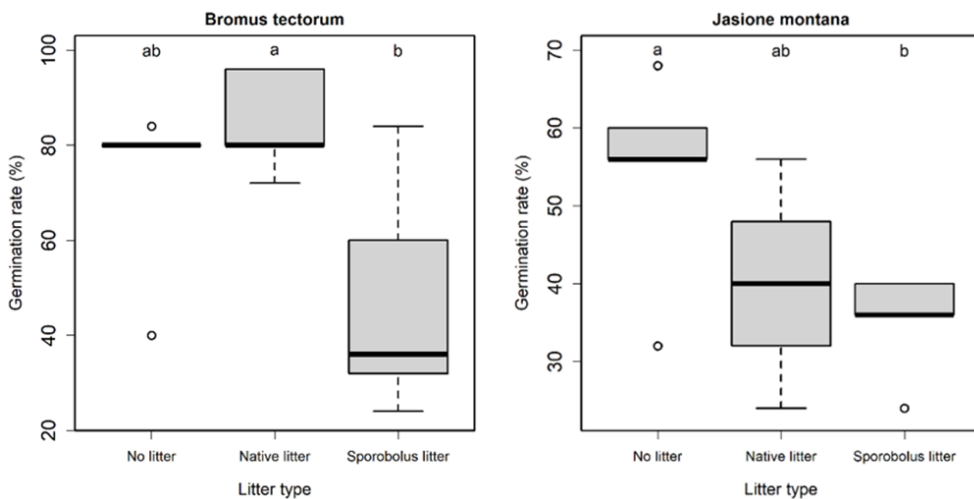 Bromus tectorum
Germination rate (%)
100
80
60
40
20
ab
a
b
No litter
Native litter
Sporobolus litter
Litter type
Jasione montana
Germination rate (%)
70
60
50
40
30
a
ab
b
No litter
Native litter
Sporobolus litter
Litter type